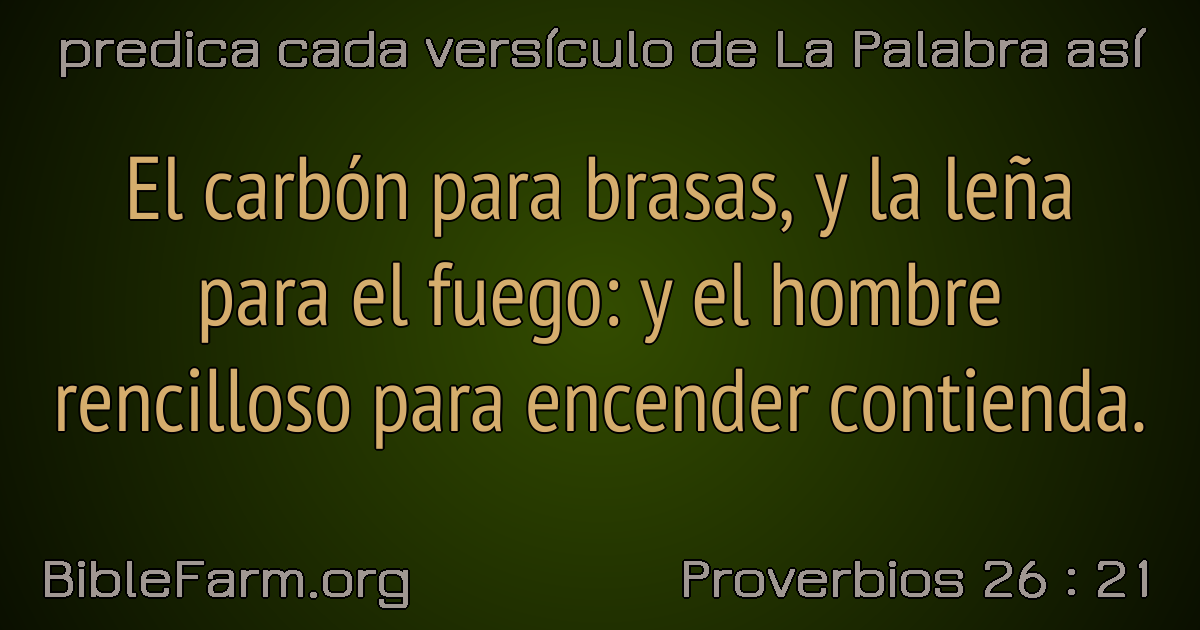 predica cada versículo de La Palabra así
El carbón para brasas, y la leña
para el fuego: y el hombre
rencilloso para encender contienda.
BibleFarm.org
Proverbios 26 : 21